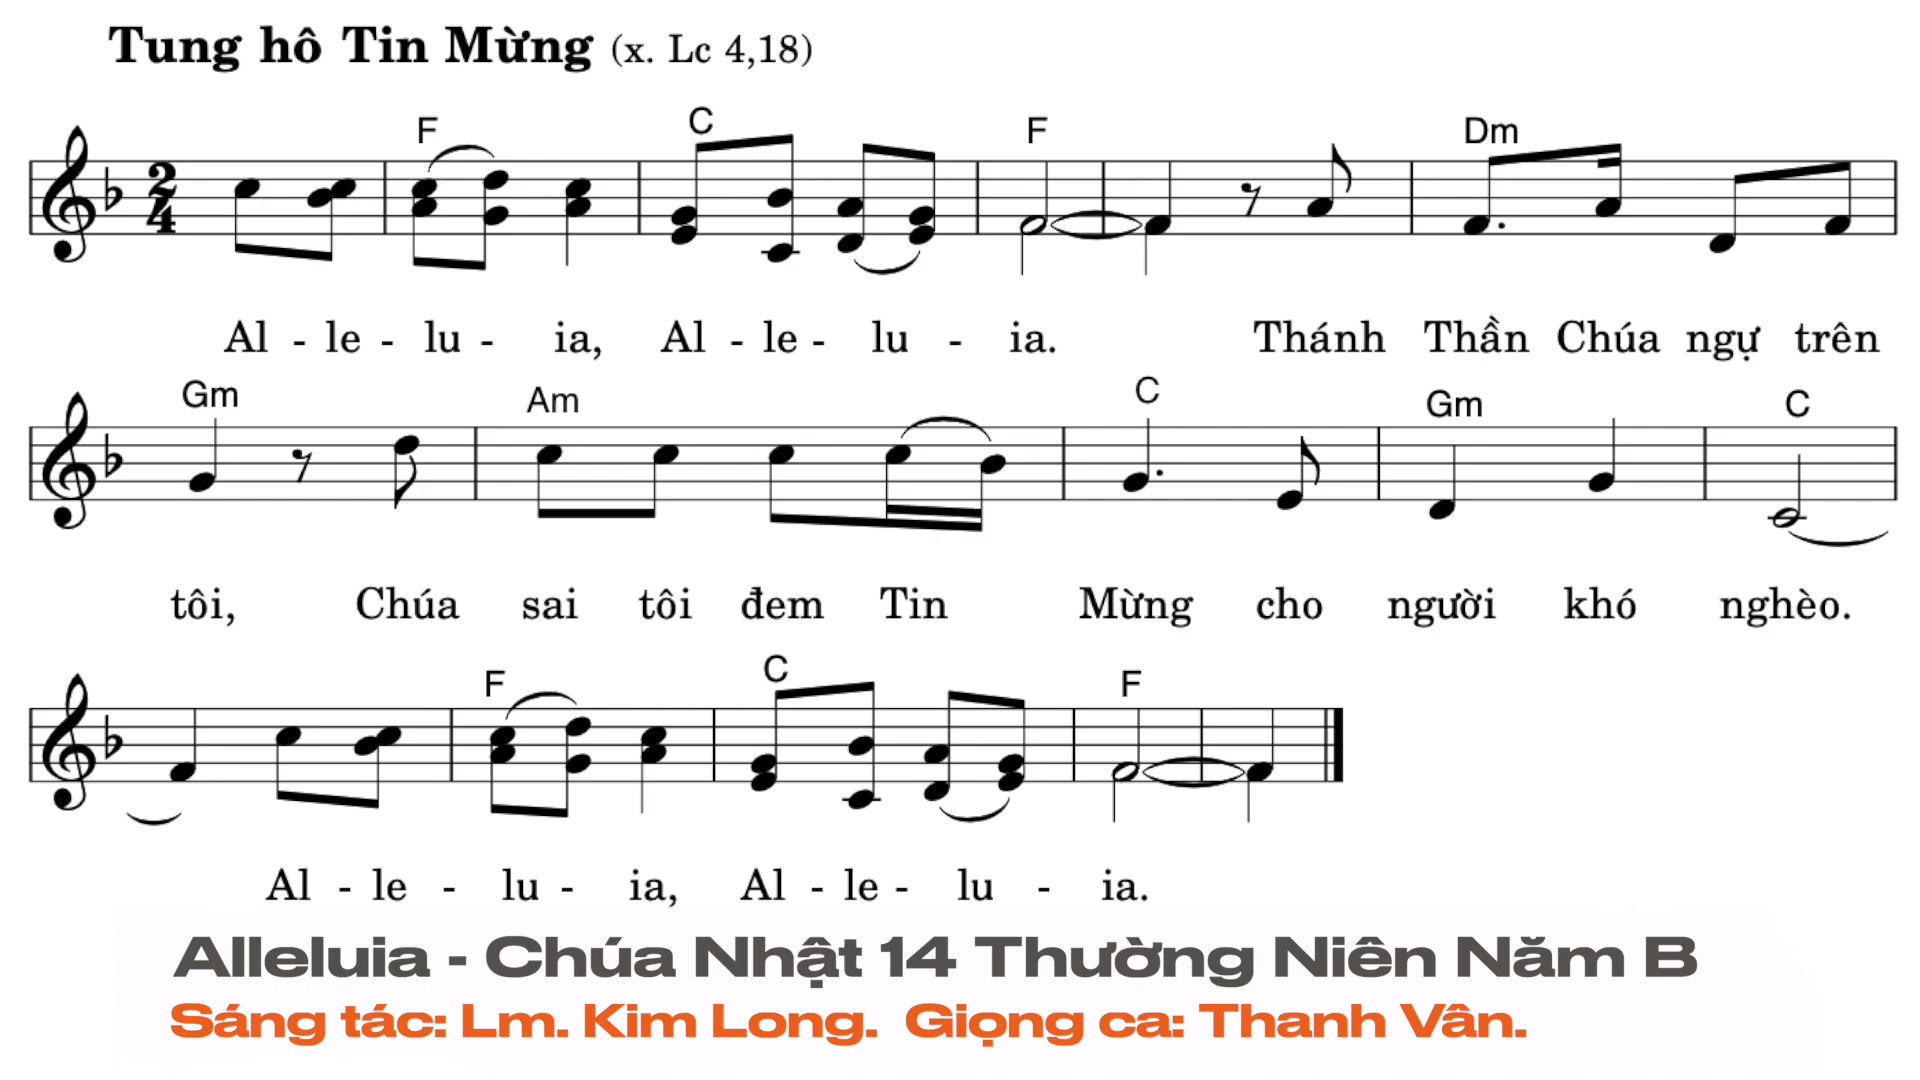 Tung hô Tin Mừng (x. Lc 4,18)
F C F Dm
2
4
Al - le - lu - ia, Al - le - lu - ia. Thánh Thần Chúa ngự trên
Gm Am C Gm C
tôi, Chúa sai tôi đem Tin Mừng cho người khó nghèo.
F C F
Al - le - lu - ia, Al - le - lu - ia.
Alleluia - Chúa Nhật 14 Thường Niên Năm B
Sáng tác: Lm. Kim Long. Giọng ca: Thanh Vân.